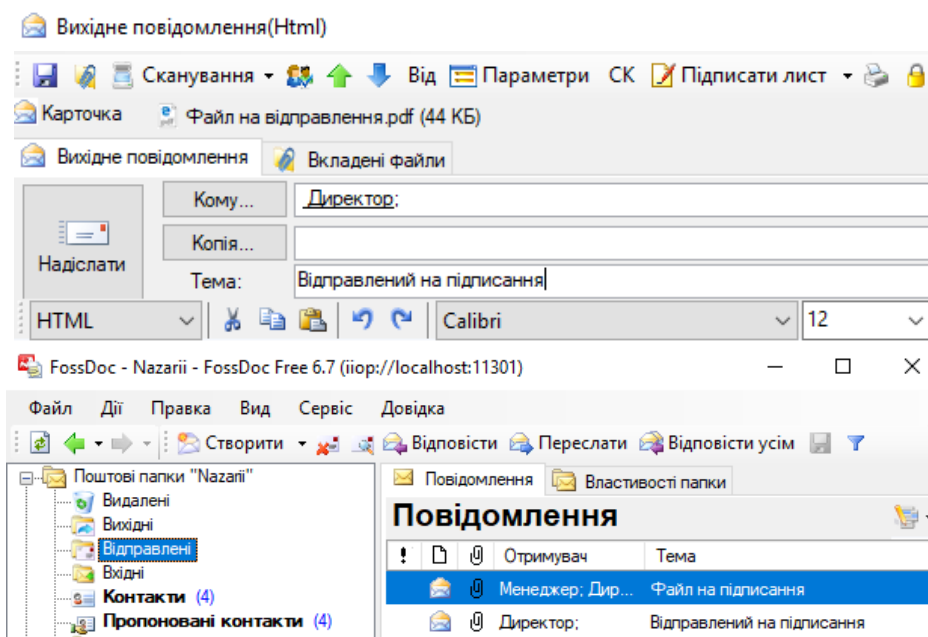 Вихідне повідомлення(Html)
Сканування Від Параметри СК Підписати лист
Карточка Файл на відправлення.pdf (44 КБ)
Вихідне повідомлення Вкладені файли
Кому... Директор;
Копія...
Надіслати
Тема: Відправлений на підписання
HTML Calibri 12
FossDoc - Nazarii - FossDoc Free 6.7 (iiop://localhost:11301)
Файл Дії Правка Вид Сервіс Довідка
Створити Відповісти Переслати Відповісти усім
Поштові папки "Nazarii" Повідомлення Властивості папки
Видалені
Вихідні Повідомлення
Відправлені Отримувач Тема
Вхідні
Контакти (4) Менеджер; Дир... Файл на підписання
Пропоновані контакти (4) Директор; Відправлений на підписання